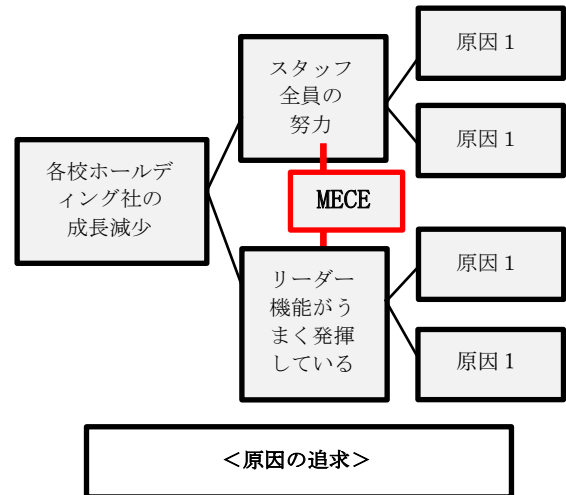 各校ホールデ
ィング社の
成長減少
スタッフ
全員の
努力
MECE
リーダー
機能がう
まく発揮
している
原因１
原因１
原因１
原因１
＜原因の追求＞